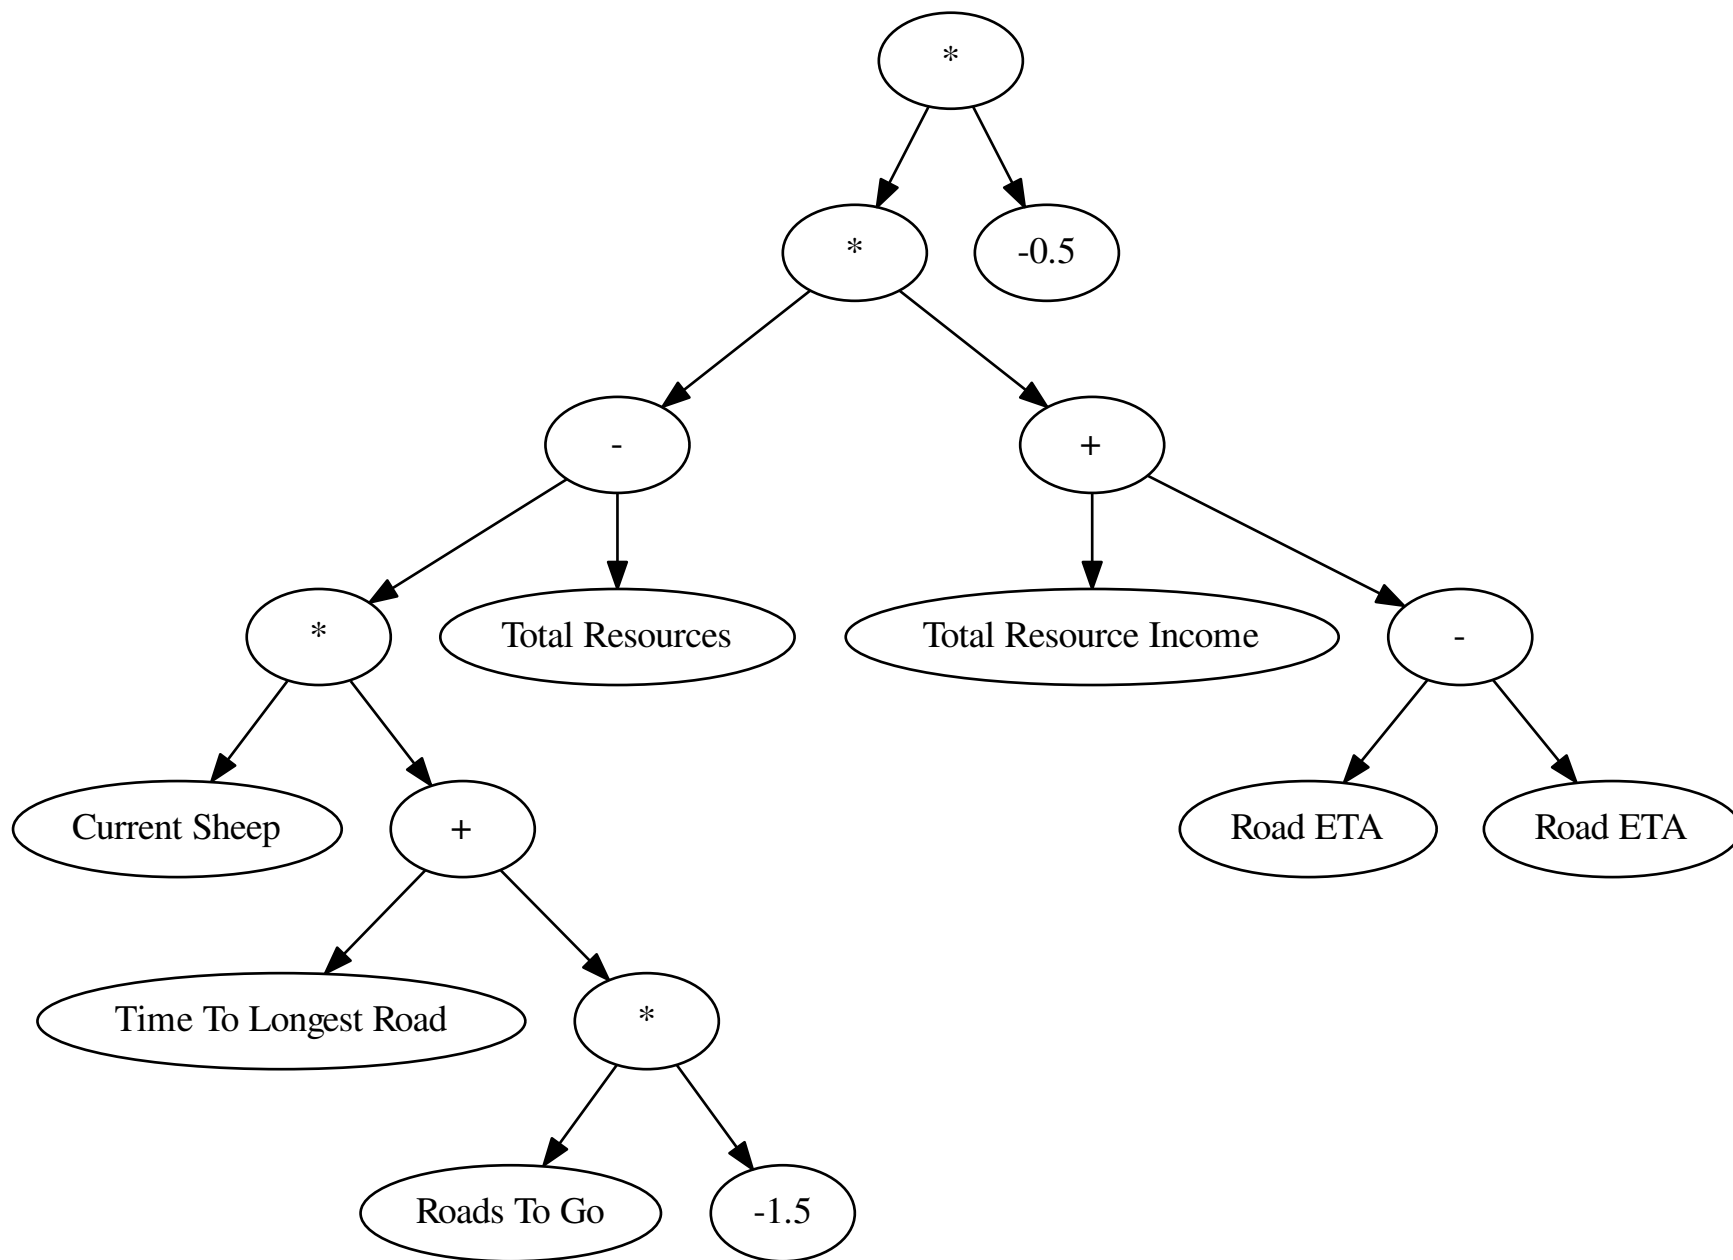 *
*
-0.5
-
+
*
Total Resources
Total Resource Income
-
Current Sheep
+
Road ETA
Road ETA
Time To Longest Road
*
Roads To Go
-1.5